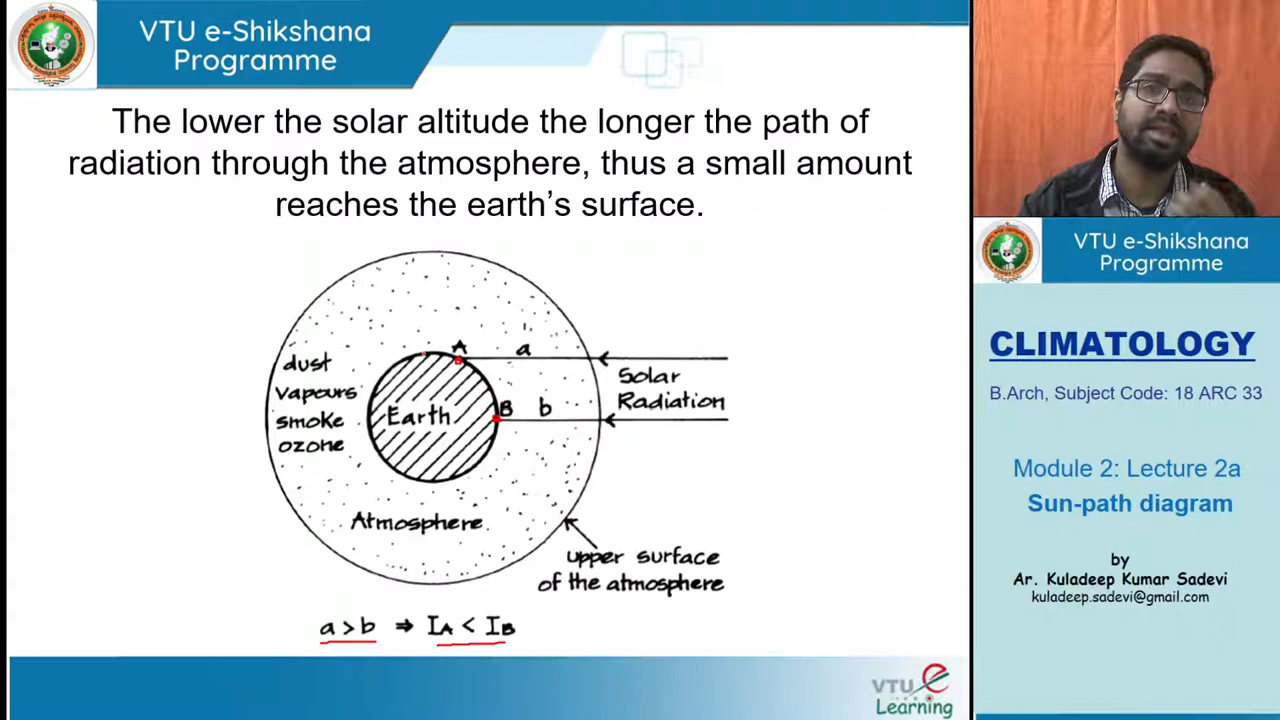 VTU e-Shikshana
Programme
The lower the solar altitude the longer the path of
radiation through the atmosphere, thus a small amount
reaches the earth’s surface.
A
a
dust
vapours
smoke
ozone
Earth
B
b
Solar
Radiation
Atmosphere
upper surface
of the atmosphere
a > b ⇒ IA < IB
VTU e
Learning
VTU e-Shikshana
Programme
CLIMATOLOGY
B.Arch, Subject Code: 18 ARC 33
Module 2: Lecture 2a
Sun-path diagram
by
Ar. Kuladeep Kumar Sadevi
kuladeep.sadevi@gmail.com